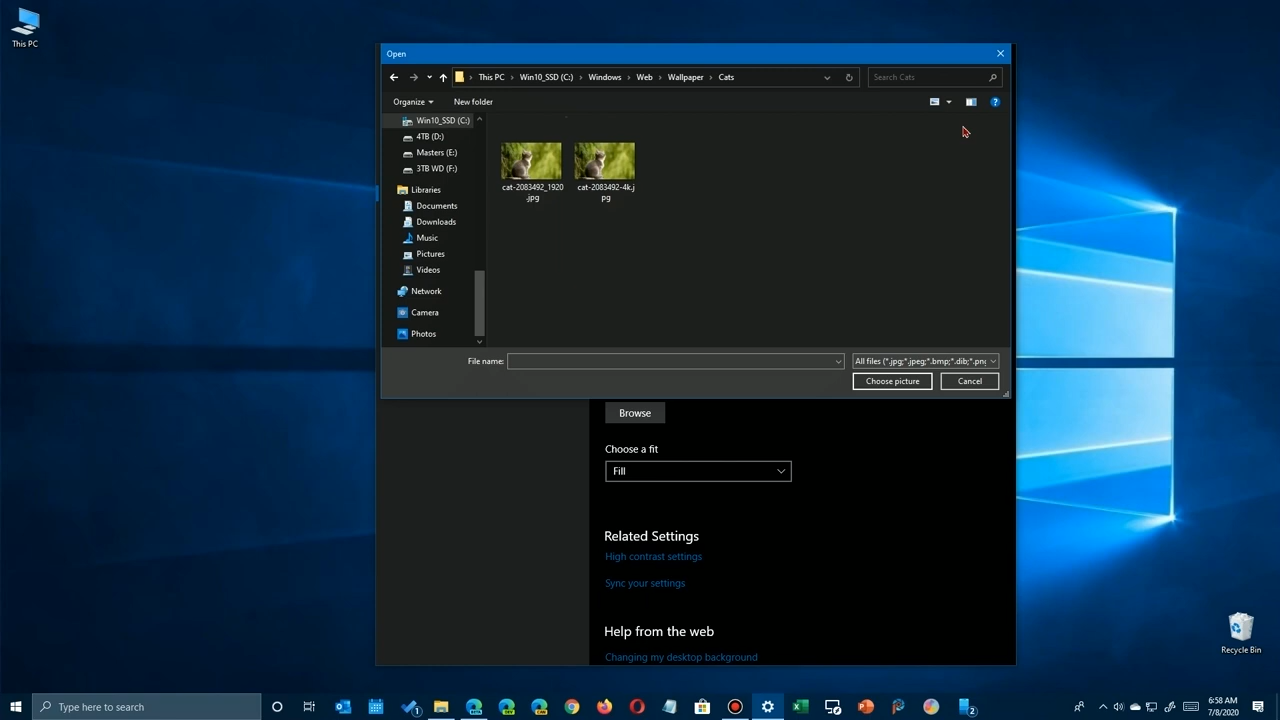 This PC
Open
This PC
Win10_SSD (C:)
Windows
Web
Wallpaper
Cats
Search Cats
Organize
New folder
Win10_SSD (C:)
4TB (D:)
Masters (E:)
3TB WD (F:)
Libraries
Documents
Downloads
Music
Pictures
Videos
Network
Camera
Photos
cat-2083492_1920
.jpg
cat-2083492-4k.j
pg
File name:
All files (*.jpg;*.jpeg;*.bmp;*.dib;*.png
Choose picture
Cancel
Browse
Choose a fit
Fill
Related Settings
High contrast settings
Sync your settings
Help from the web
Changing my desktop background
Recycle Bin
Type here to search
6:58 AM
7/8/2020